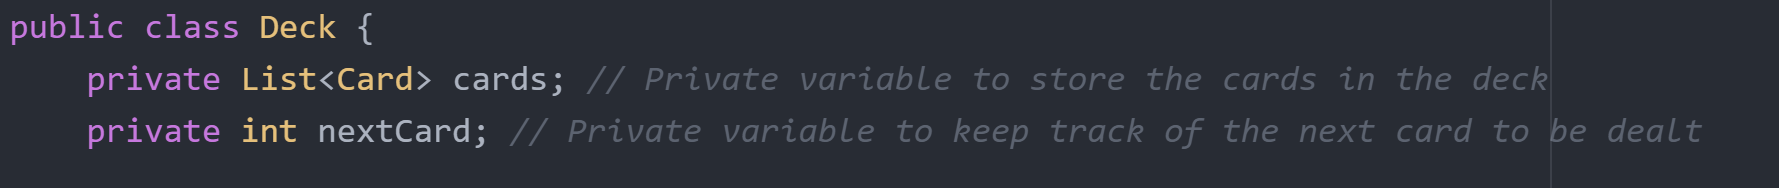 public class Deck {
    private List<Card> cards; // Private variable to store the cards in the deck
    private int nextCard; // Private variable to keep track of the next card to be dealt